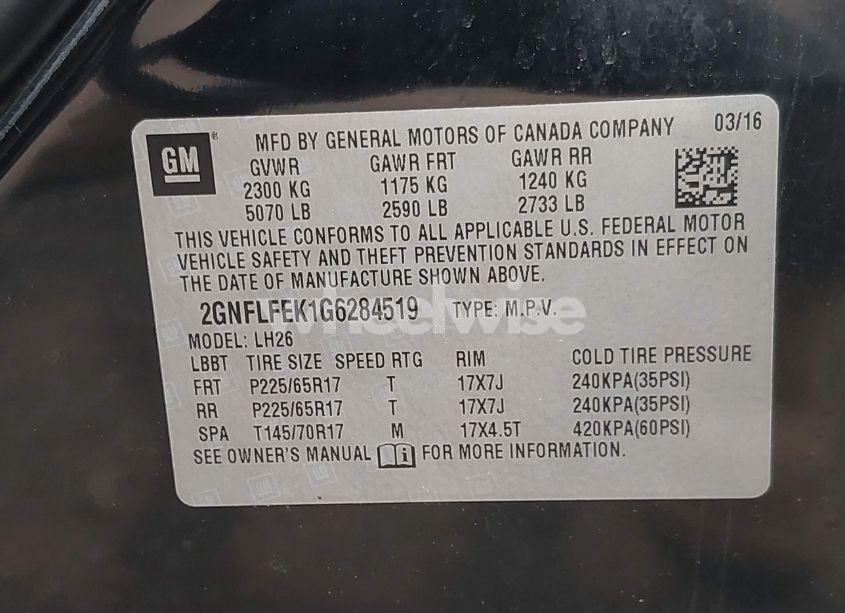 GM ® MFD BY GENERAL MOTORS OF CANADA COMPANY 03/16
GVWR GAWR FRT GAWR RR
2300 KG 1175 KG 1240 KG
5070 LB 2590 LB 2733 LB
THIS VEHICLE CONFORMS TO ALL APPLICABLE U.S. FEDERAL MOTOR
VEHICLE SAFETY AND THEFT PREVENTION STANDARDS IN EFFECT ON
THE DATE OF MANUFACTURE SHOWN ABOVE.
2GNFLFEK1G6284519 TYPE: M.P.V.
wheelwise
MODEL: LH26
LBBT TIRE SIZE SPEED RTG RIM COLD TIRE PRESSURE
FRT P225/65R17 T 17X7J 240KPA(35PSI)
RR P225/65R17 T 17X7J 240KPA(35PSI)
SPA T145/70R17 M 17X4.5T 420KPA(60PSI)
SEE OWNER'S MANUAL FOR MORE INFORMATION.